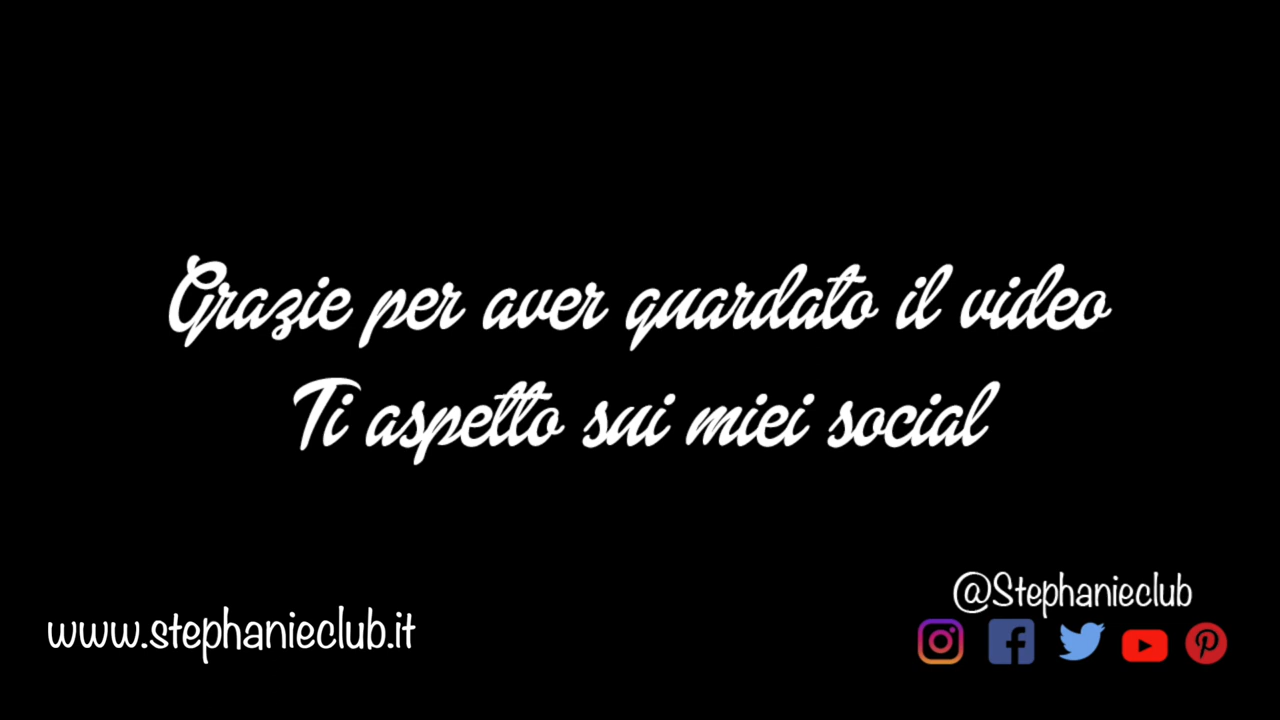 Grazie per aver guardato il video
Ti aspetto sui miei social
@Stephanieclub
www.stephanieclub.it